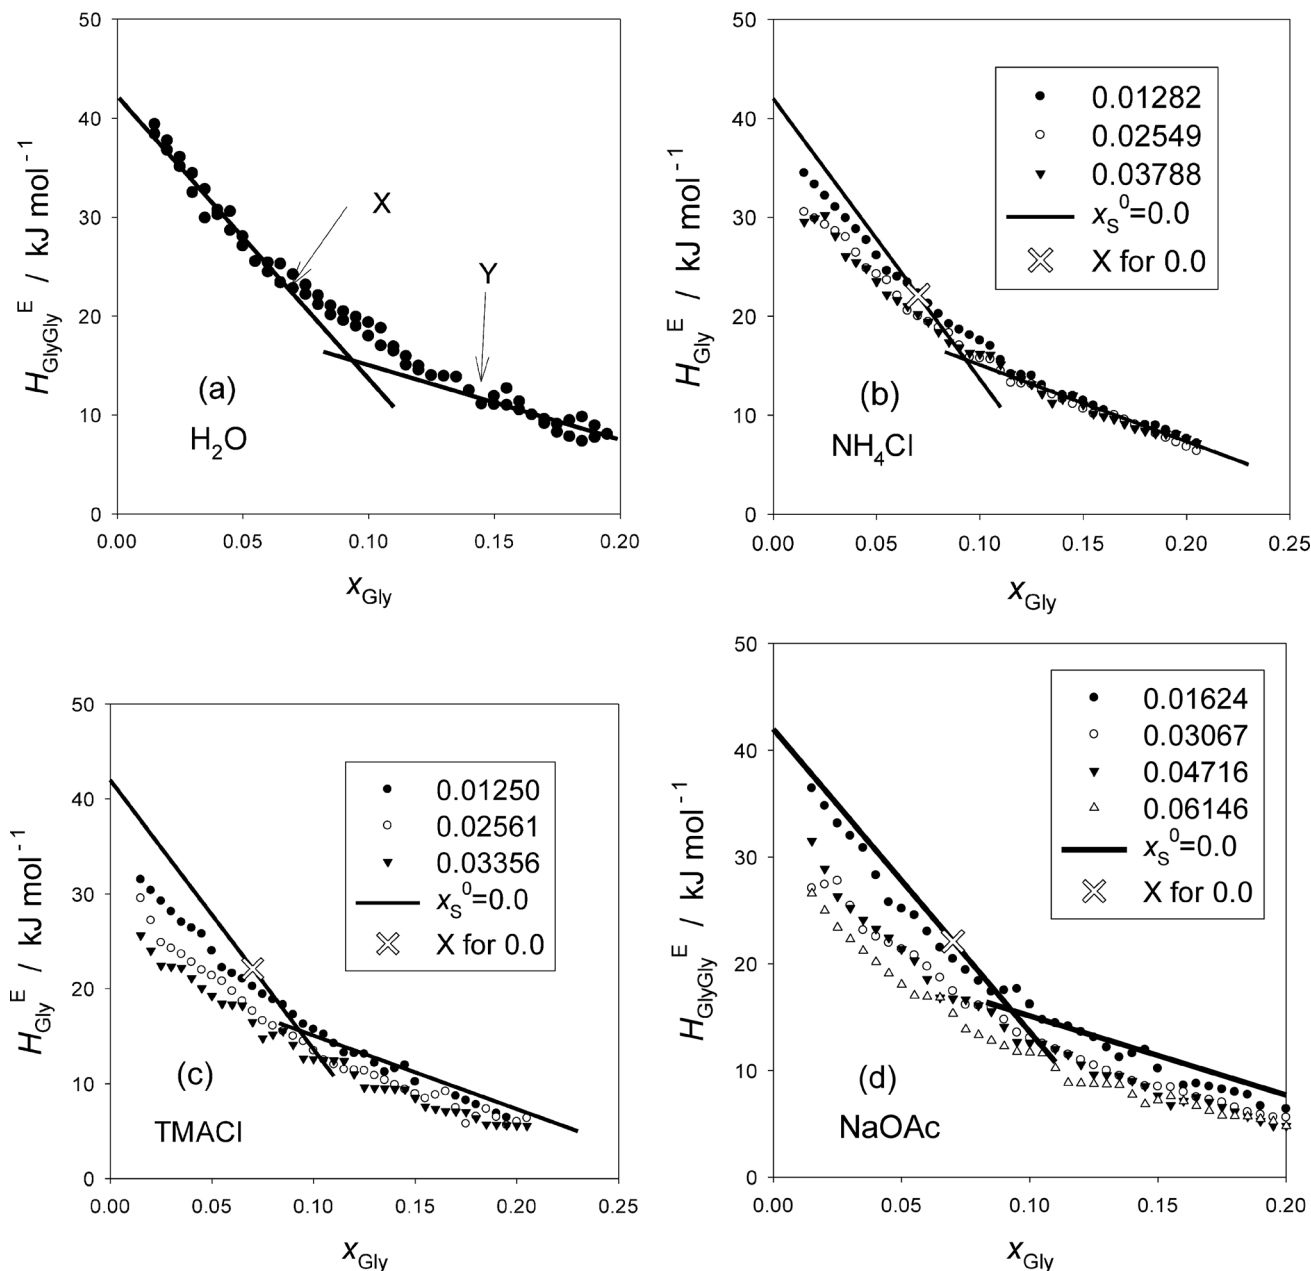 50
40
30
20
10
0
H_GlyGly^E / kJ mol⁻¹
X
Y
(a)
H₂O
0.00 0.05 0.10 0.15 0.20
x_Gly
50
40
30
20
10
0
H_Gly^E / kJ mol⁻¹
0.01282
0.02549
0.03788
x_S^0=0.0
X for 0.0
(b)
NH₄Cl
0.00 0.05 0.10 0.15 0.20 0.25
x_Gly
50
40
30
20
10
0
H_Gly^E / kJ mol⁻¹
0.01250
0.02561
0.03356
x_S^0=0.0
X for 0.0
(c)
TMACl
0.00 0.05 0.10 0.15 0.20 0.25
x_Gly
50
40
30
20
10
0
H_GlyGly^E / kJ mol⁻¹
0.01624
0.03067
0.04716
0.06146
x_S^0=0.0
X for 0.0
(d)
NaOAc
0.00 0.05 0.10 0.15 0.20
x_Gly